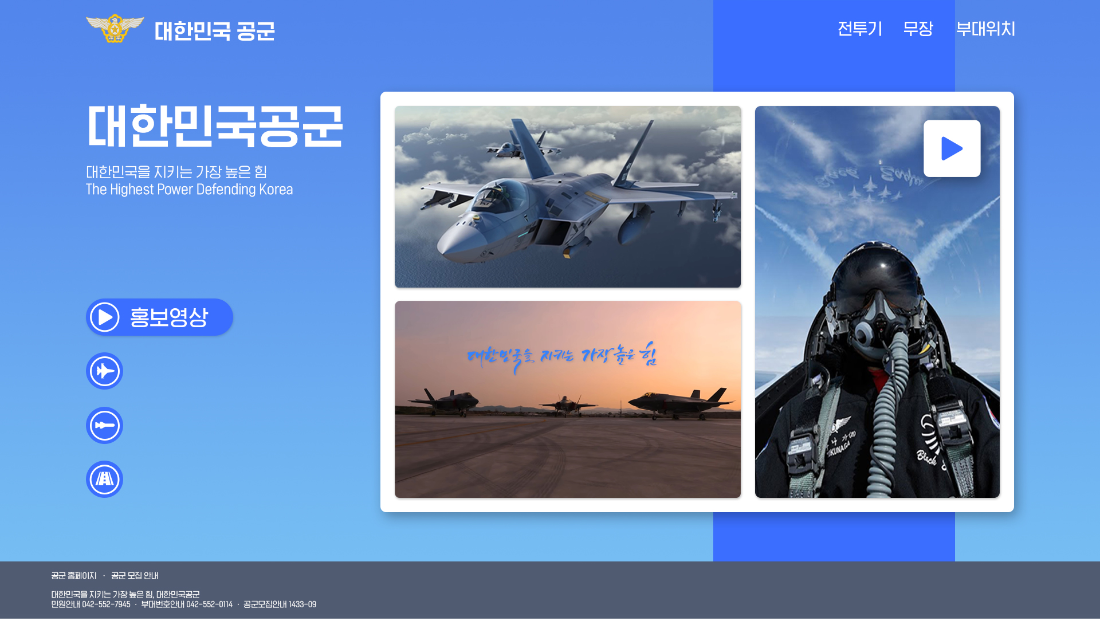 대한민국 공군
전투기 무장 부대위치
대한민국공군
대한민국을 지키는 가장 높은 힘
The Highest Power Defending Korea
홍보영상
대한민국을 지키는 가장 높은 힘
공군 홈페이지 · 공군 모집 안내
대한민국을 지키는 가장 높은 힘, 대한민국공군
민원안내 042-552-7945 · 부대번호안내 042-552-0114 · 공군모집안내 1433-09